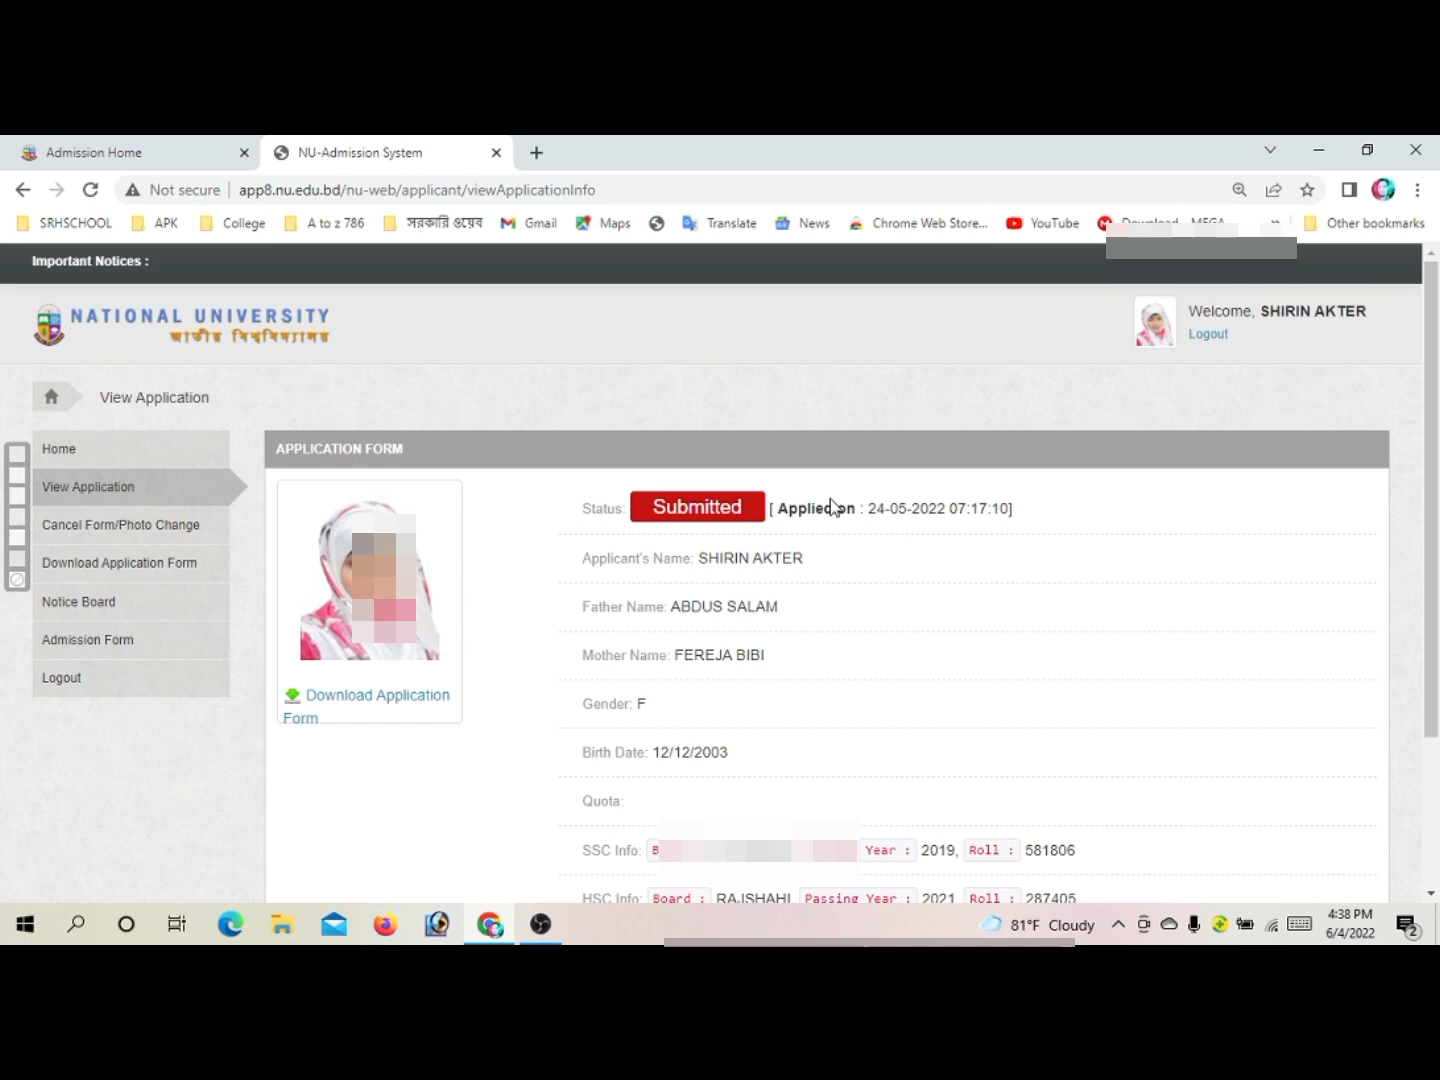 Admission Home
NU-Admission System
Not secure
app8.nu.edu.bd/nu-web/applicant/viewApplicationInfo
SRHSCHOOL APK College A to z 786 সরকারি ওয়েব Gmail Maps Translate News Chrome Web Store... YouTube Other bookmarks
Important Notices :
NATIONAL UNIVERSITY
জাতীয় বিশ্ববিদ্যালয়
Welcome, SHIRIN AKTER
Logout
View Application
Home
View Application
Cancel Form/Photo Change
Download Application Form
Notice Board
Admission Form
Logout
APPLICATION FORM
Download Application
Form
Status: Submitted [ Applied on : 24-05-2022 07:17:10]
Applicant's Name: SHIRIN AKTER
Father Name: ABDUS SALAM
Mother Name: FEREJA BIBI
Gender: F
Birth Date: 12/12/2003
Quota:
SSC Info: Year : 2019, Roll : 581806
HSC Info: Board : RAJSHAHI Passing Year : 2021 Roll : 287405
81°F Cloudy
4:38 PM
6/4/2022
2